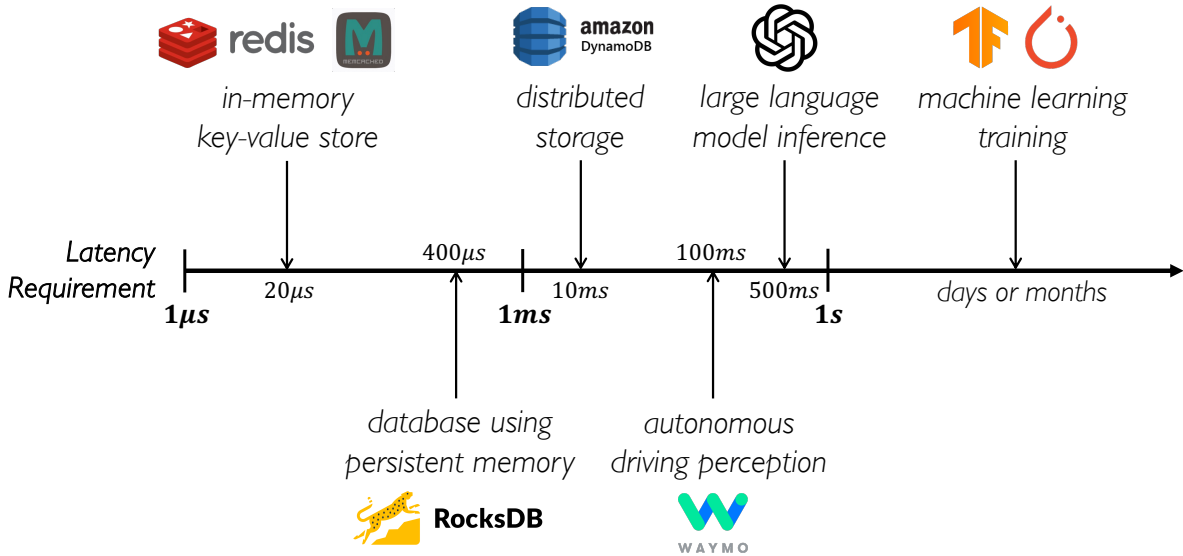 redis
MEMCACHED
amazon
DynamoDB
in-memory
key-value store
distributed
storage
large language
model inference
machine learning
training
Latency
Requirement
400μs
100ms
20μs
10ms
500ms
days or months
1μs
1ms
1s
database using
persistent memory
autonomous
driving perception
RocksDB
WAYMO